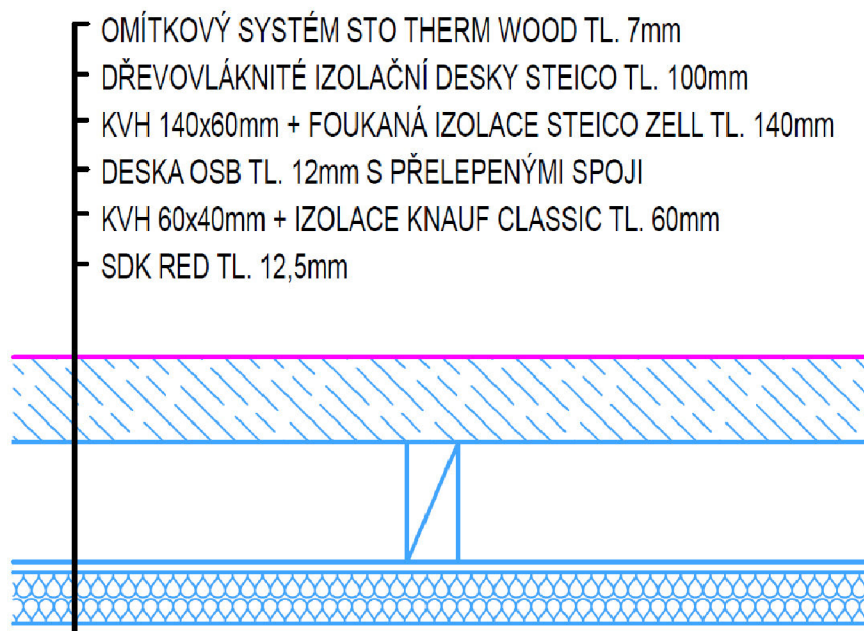 OMÍTKOVÝ SYSTÉM STO THERM WOOD TL. 7mm
DŘEVOVLÁKNITÉ IZOLAČNÍ DESKY STEICO TL. 100mm
KVH 140x60mm + FOUKANÁ IZOLACE STEICO ZELL TL. 140mm
DESKA OSB TL. 12mm S PŘELEPENÝMI SPOJI
KVH 60x40mm + IZOLACE KNAUF CLASSIC TL. 60mm
SDK RED TL. 12,5mm